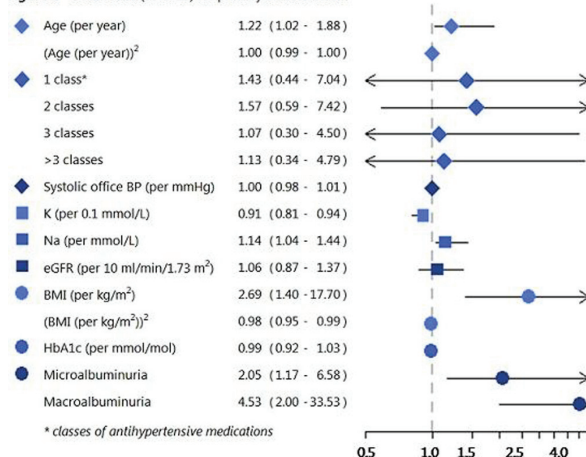 Age (per year) 1.22 (1.02 - 1.88)
(Age (per year))² 1.00 (0.99 - 1.00)
1 class* 1.43 (0.44 - 7.04)
2 classes 1.57 (0.59 - 7.42)
3 classes 1.07 (0.30 - 4.50)
>3 classes 1.13 (0.34 - 4.79)
Systolic office BP (per mmHg) 1.00 (0.98 - 1.01)
K (per 0.1 mmol/L) 0.91 (0.81 - 0.94)
Na (per mmol/L) 1.14 (1.04 - 1.44)
eGFR (per 10 ml/min/1.73 m²) 1.06 (0.87 - 1.37)
BMI (per kg/m²) 2.69 (1.40 - 17.70)
(BMI (per kg/m²))² 0.98 (0.95 - 0.99)
HbA1c (per mmol/mol) 0.99 (0.92 - 1.03)
Microalbuminuria 2.05 (1.17 - 6.58)
Macroalbuminuria 4.53 (2.00 - 33.53)
* classes of antihypertensive medications
0.5 1.0 1.5 2.5 4.0